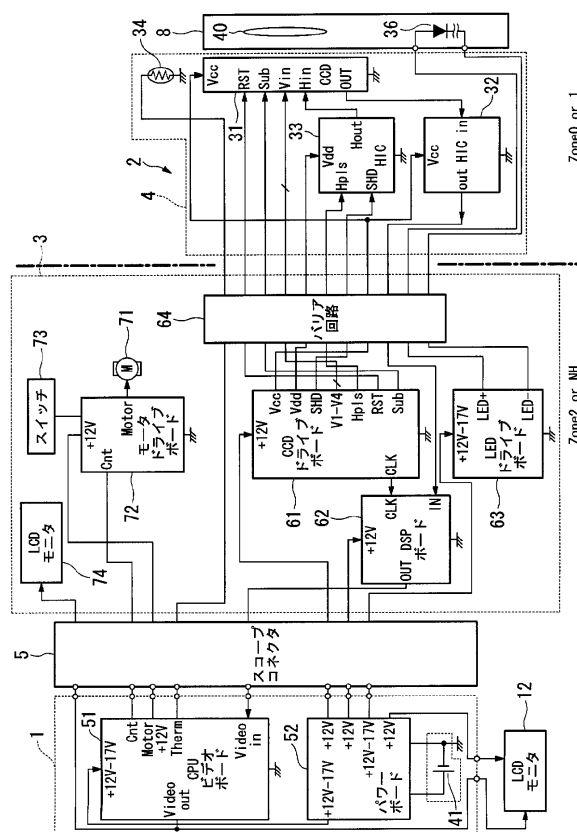 1
51
+12V-17V
Cnt
Motor
+12V
Therm
CPU
ビデオ
ボード
Video
out
Video
in
52
+12V-17V
+12V
+12V
+12V-17V
+12V
パワー
ボード
41
12
LCD
モニタ
5
スコープ
コネクタ
3
74
LCD
モニタ
73
スイッチ
71
M
72
+12V
Cnt
Motor
モータ
ドライブ
ボード
64
バリア
回路
61
+12V
CCD
ドライブ
ボード
Vcc
Vdd
SHD
V1-V4
Hpls
RST
Sub
CLK
62
+12V
CLK
OUT
DSP
ボード
IN
63
+12V-17V
LED
ドライブ
ボード
LED+
LED-
Zone2 or NH
2
4
34
31
Vcc
RST
Sub
Vin
Hin
CCD
OUT
33
Vdd
Hpls
SHD
HIC
Hout
32
Vcc
out
HIC
in
8
40
36
Zone0 or 1